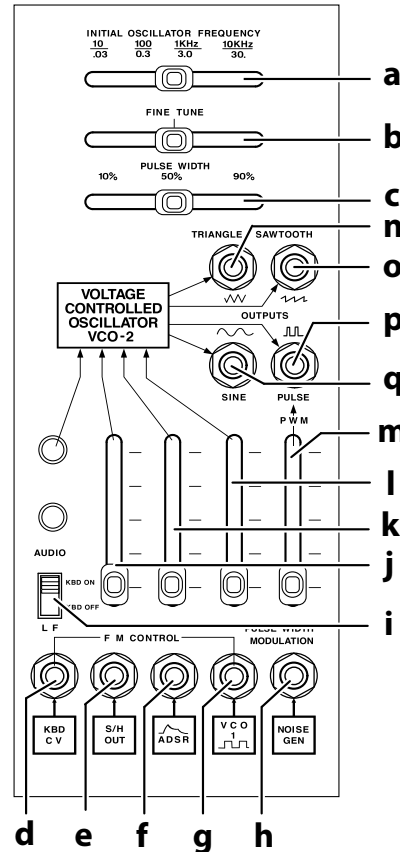 INITIAL OSCILLATOR FREQUENCY
10 100 1KHz 10KHz
.03 0.3 3.0 30.
a
FINE TUNE
b
PULSE WIDTH
10% 50% 90%
c
n
TRIANGLE SAWTOOTH
o
VOLTAGE
CONTROLLED
OSCILLATOR
VCO-2
OUTPUTS
p
q
SINE PULSE
PWM
m
l
k
AUDIO
j
KBD ON
KBD OFF
i
L F
F M CONTROL
PULSE WIDTH
MODULATION
KBD
C V
S/H
OUT
ADSR
V C O
1
NOISE
GEN
d e f g h